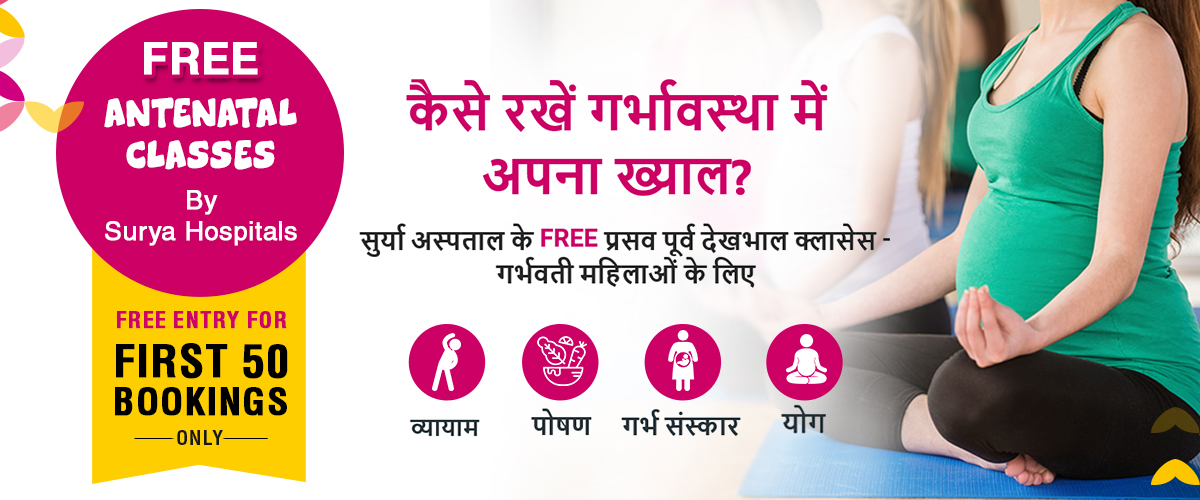 FREE
ANTENATAL
CLASSES
By
Surya Hospitals
FREE ENTRY FOR
FIRST 50
BOOKINGS
ONLY
कैसे रखें गर्भावस्था में
अपना ख्याल?
सुर्या अस्पताल के FREE प्रसव पूर्व देखभाल क्लासेस -
गर्भवती महिलाओं के लिए
व्यायाम
पोषण
गर्भ संस्कार
योग